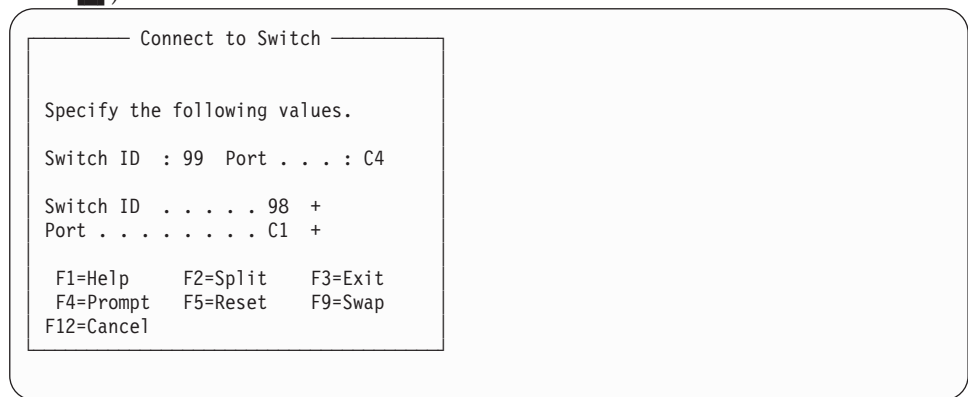 Connect to Switch
Specify the following values.
Switch ID  : 99  Port . . . : C4
Switch ID  . . . . . 98  +
Port . . . . . . . . C1  +
F1=Help     F2=Split    F3=Exit
F4=Prompt   F5=Reset    F9=Swap
F12=Cancel